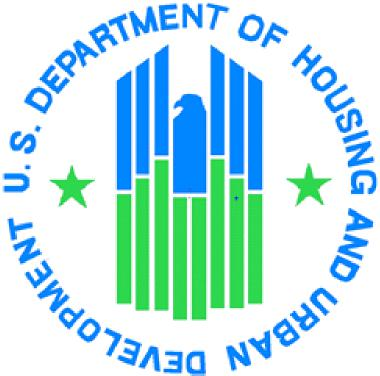 U.S. DEPARTMENT OF HOUSING AND URBAN DEVELOPMENT